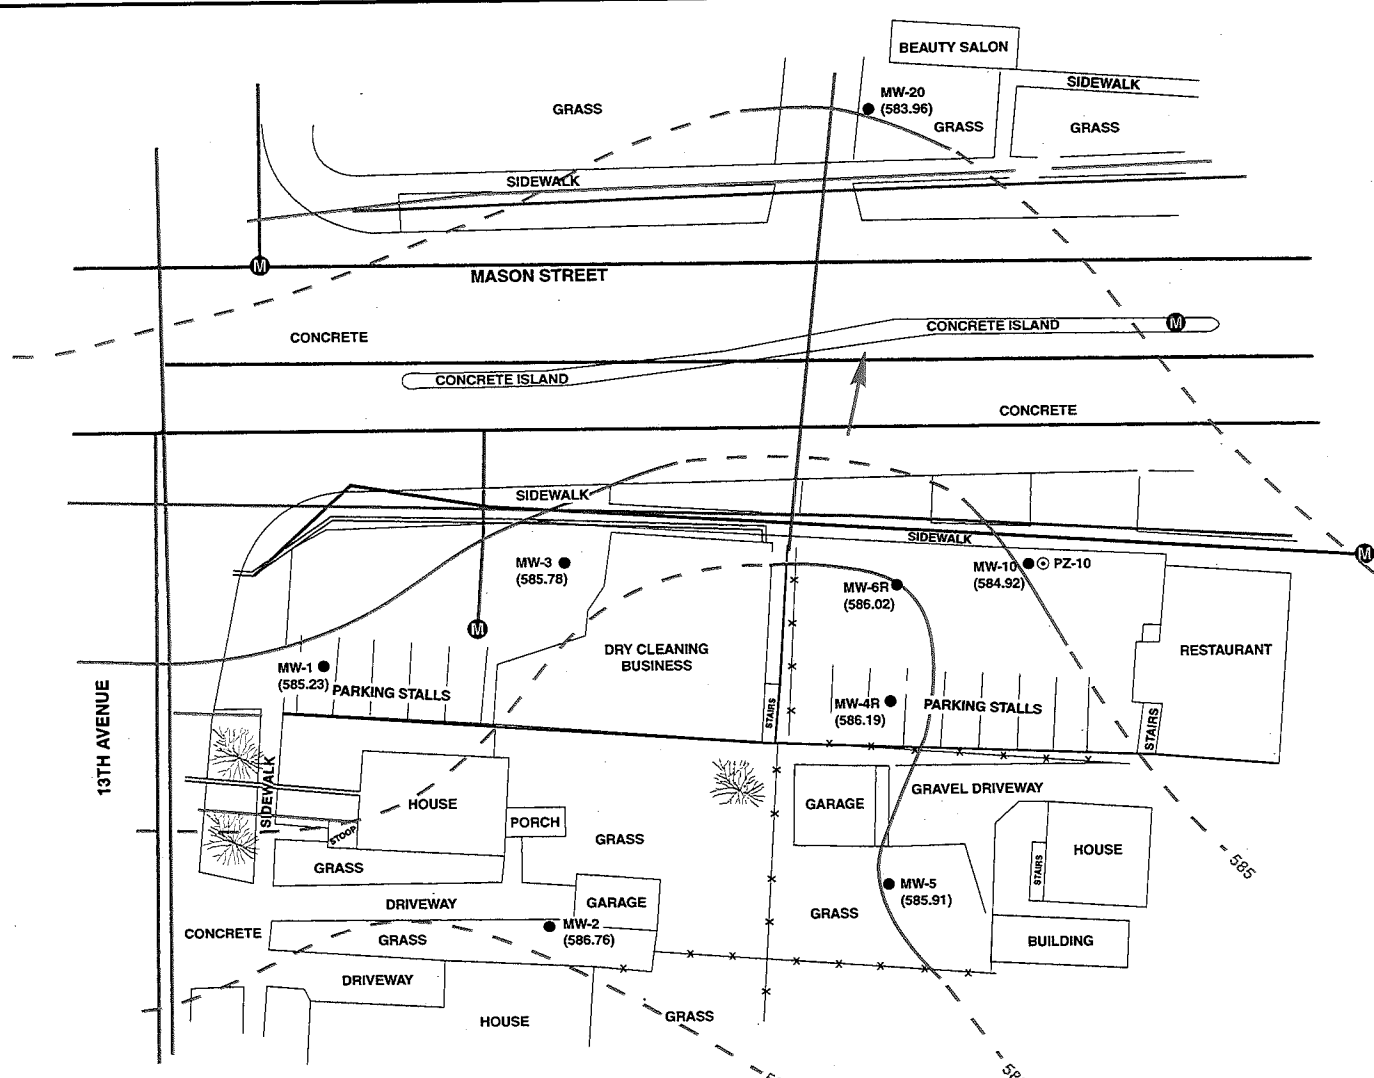 BEAUTY SALON
SIDEWALK
MW-20
(583.96)
GRASS
GRASS
GRASS
SIDEWALK
M
MASON STREET
CONCRETE
CONCRETE ISLAND
M
CONCRETE ISLAND
CONCRETE
SIDEWALK
SIDEWALK
M
MW-3
(585.78)
MW-10
(584.92)
PZ-10
MW-6R
(586.02)
M
DRY CLEANING
BUSINESS
RESTAURANT
MW-1
(585.23)
PARKING STALLS
STAIRS
MW-4R
(586.19)
PARKING STALLS
STAIRS
13TH AVENUE
SIDEWALK
HOUSE
GARAGE
GRAVEL DRIVEWAY
STOOP
PORCH
GRASS
HOUSE
STAIRS
585
GRASS
MW-5
(585.91)
DRIVEWAY
GARAGE
GRASS
CONCRETE
GRASS
MW-2
(586.76)
BUILDING
DRIVEWAY
HOUSE
GRASS